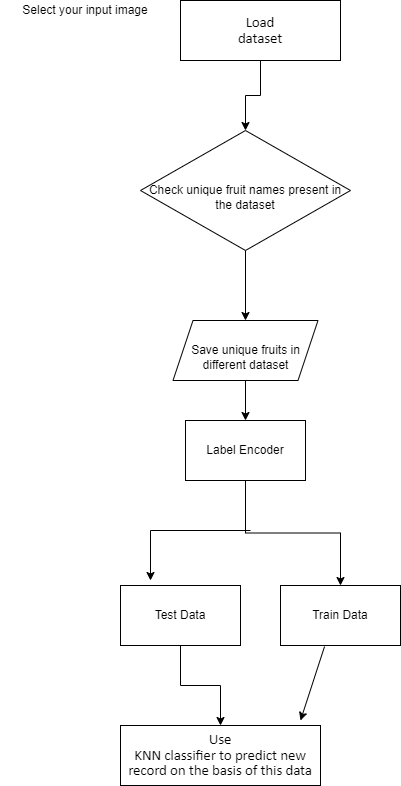 Select your input image
Load
dataset
Check unique fruit names present in
the dataset
Save unique fruits in
different dataset
Label Encoder
Test Data
Train Data
Use
KNN classifier to predict new
record on the basis of this data